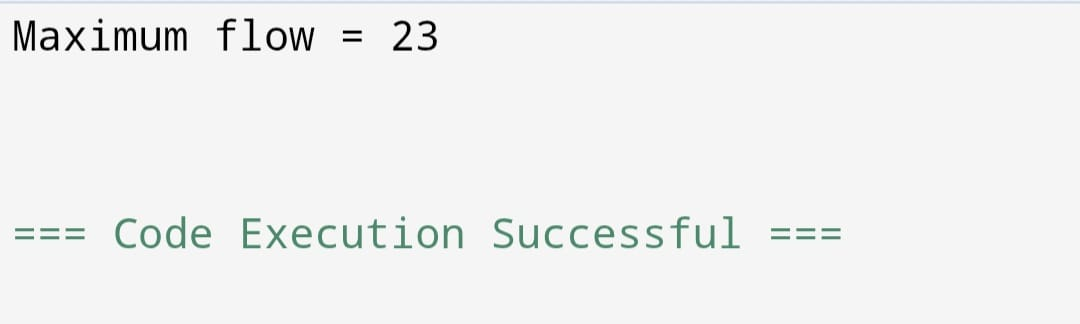 Maximum flow = 23
=== Code Execution Successful ===